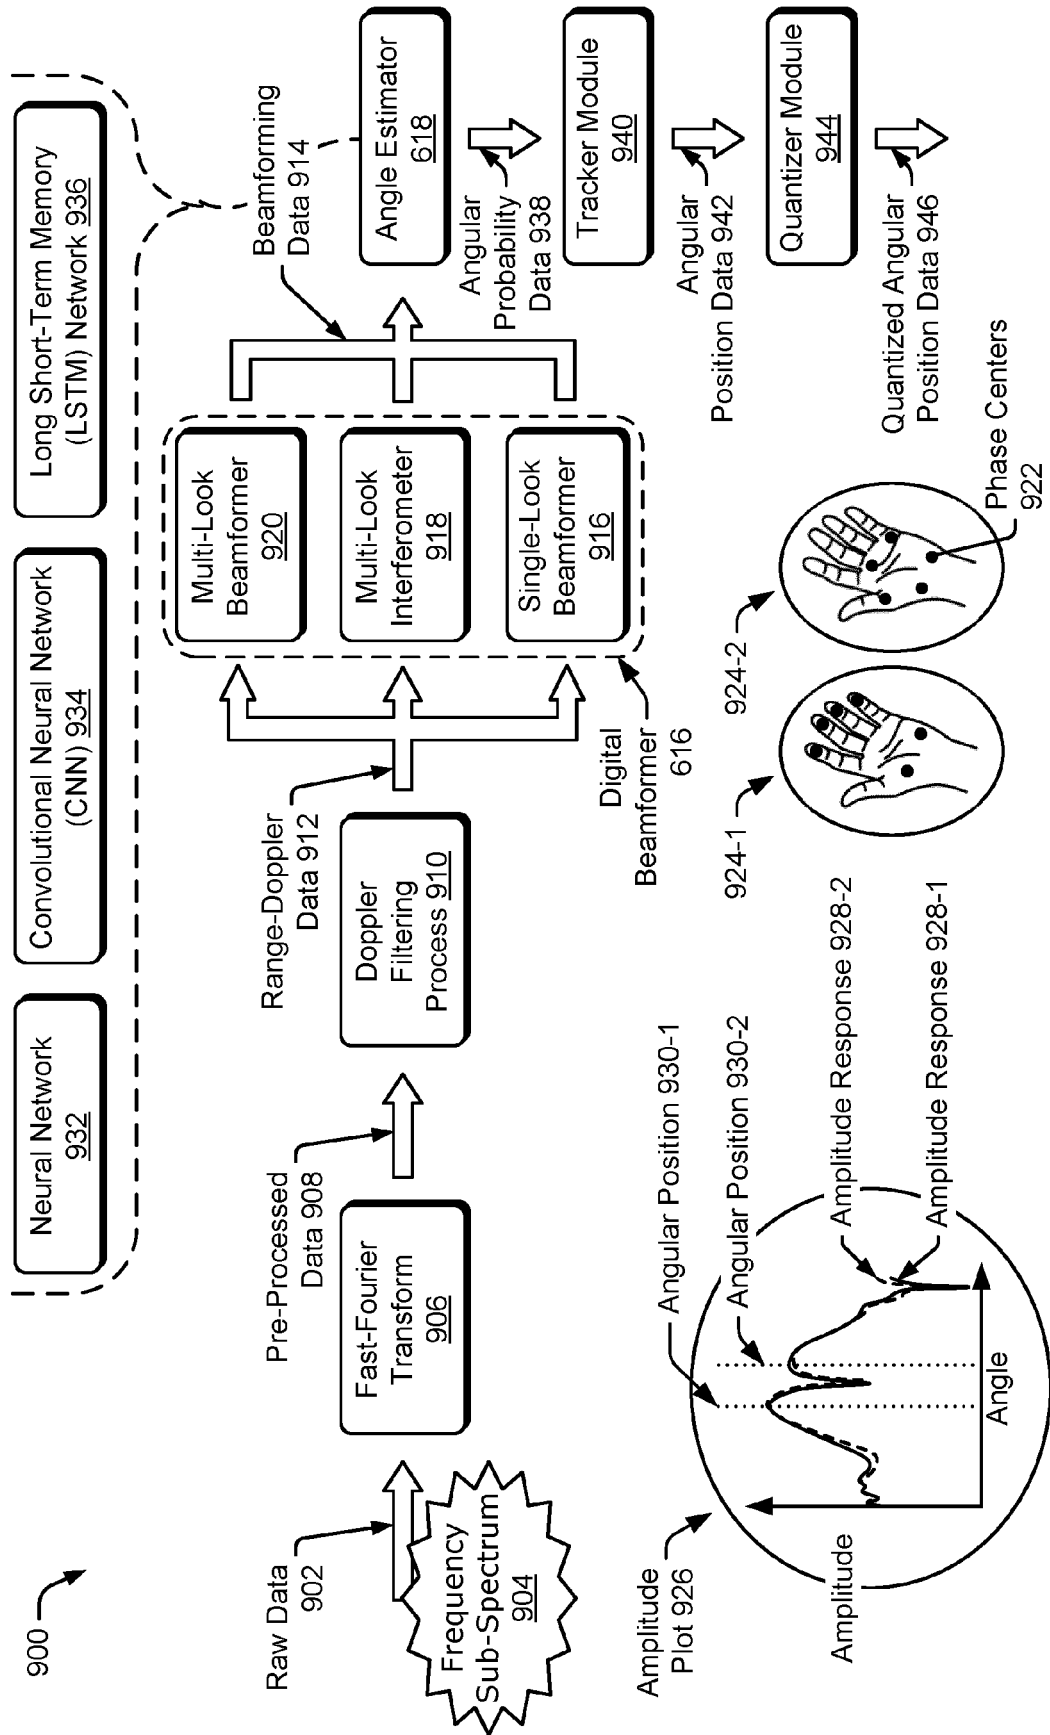 900
Neural Network
932
Convolutional Neural Network
(CNN) 934
Long Short-Term Memory
(LSTM) Network 936
Raw Data
902
Frequency
Sub-Spectrum
904
Fast-Fourier
Transform
906
Pre-Processed
Data 908
Doppler
Filtering
Process 910
Range-Doppler
Data 912
Multi-Look
Beamformer
920
Multi-Look
Interferometer
918
Single-Look
Beamformer
916
Digital
Beamformer
616
Beamforming
Data 914
Angle Estimator
618
Angular
Probability
Data 938
Tracker Module
940
Angular
Position Data 942
Quantizer Module
944
Quantized Angular
Position Data 946
Amplitude
Plot 926
Amplitude
Angle
Angular Position 930-1
Angular Position 930-2
Amplitude Response 928-2
Amplitude Response 928-1
924-1
924-2
Phase Centers
922